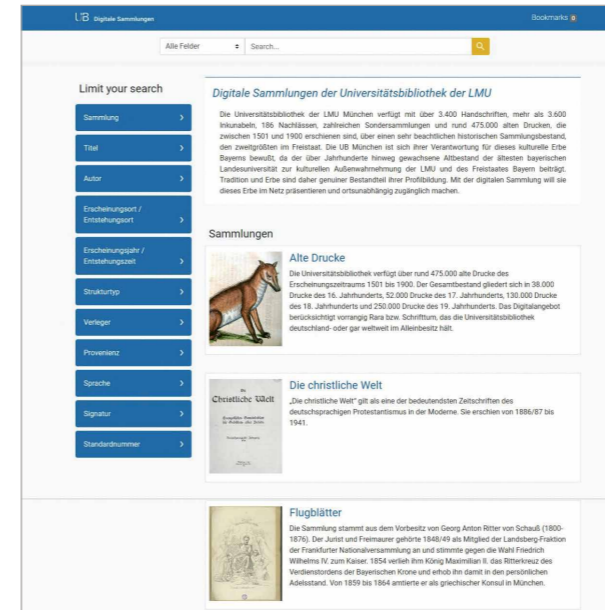 UB Digitale Sammlungen
Bookmarks 0
Alle Felder
Search...
Limit your search
Sammlung
Titel
Autor
Erscheinungsort /
Entstehungsort
Erscheinungsjahr /
Entstehungszeit
Strukturtyp
Verleger
Provenienz
Sprache
Signatur
Standardnummer
Digitale Sammlungen der Universitätsbibliothek der LMU
Die Universitätsbibliothek der LMU München verfügt mit über 3.400 Handschriften, mehr als 3.600
Inkunabeln, 186 Nachlässen, zahlreichen Sondersammlungen und rund 475.000 alten Drucken, die
zwischen 1501 und 1900 erschienen sind, über einen sehr beachtlichen historischen Sammlungsbestand,
den zweitgrößten im Freistaat. Die UB München ist sich ihrer Verantwortung für dieses kulturelle Erbe
Bayerns bewußt, da der über Jahrhunderte hinweg gewachsene Altbestand der ältesten bayerischen
Landesuniversität zur kulturellen Außenwahrnehmung der LMU und des Freistaates Bayern beiträgt.
Tradition und Erbe sind daher genuiner Bestandteil ihrer Profilbildung. Mit der digitalen Sammlung will sie
dieses Erbe im Netz präsentieren und ortsunabhängig zugänglich machen.
Sammlungen
Alte Drucke
Die Universitätsbibliothek verfügt über rund 475.000 alte Drucke des
Erscheinungszeitraums 1501 bis 1900. Der Gesamtbestand gliedert sich in 38.000
Drucke des 16. Jahrhunderts, 52.000 Drucke des 17. Jahrhunderts, 130.000 Drucke
des 18. Jahrhunderts und 250.000 Drucke des 19. Jahrhunderts. Das Digitalangebot
berücksichtigt vorrangig Rara bzw. Schrifttum, das die Universitätsbibliothek
deutschland- oder gar weltweit im Alleinbesitz hält.
Die
Christliche Welt
Die christliche Welt
„Die christliche Welt" gilt als eine der bedeutendsten Zeitschriften des
deutschsprachigen Protestantismus in der Moderne. Sie erschien von 1886/87 bis
1941.
Flugblätter
Die Sammlung stammt aus dem Vorbesitz von Georg Anton Ritter von Schauß (1800-
1876). Der Jurist und Freimaurer gehörte 1848/49 als Mitglied der Landsberg-Fraktion
der Frankfurter Nationalversammlung an und stimmte gegen die Wahl Friedrich
Wilhelms IV. zum Kaiser. 1854 verlieh ihm König Maximilian II. das Ritterkreuz des
Verdienstordens der Bayerischen Krone und erhob ihn damit in den persönlichen
Adelsstand. Von 1859 bis 1864 amtierte er als griechischer Konsul in München.